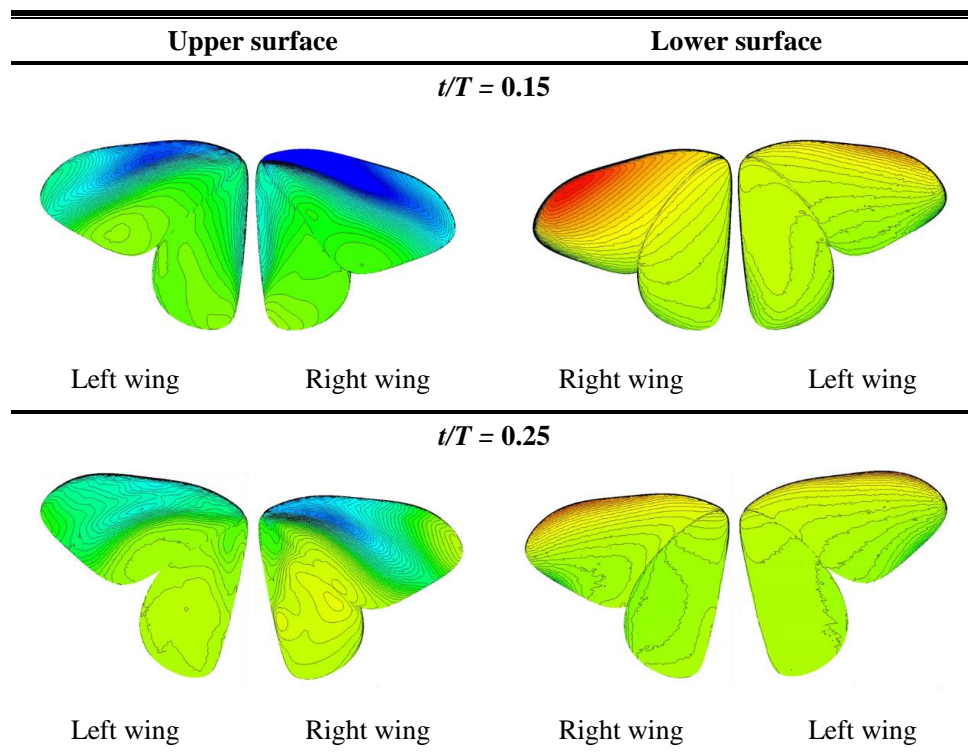 Upper surface Lower surface
t/T = 0.15
Left wing Right wing Right wing Left wing
t/T = 0.25
Left wing Right wing Right wing Left wing